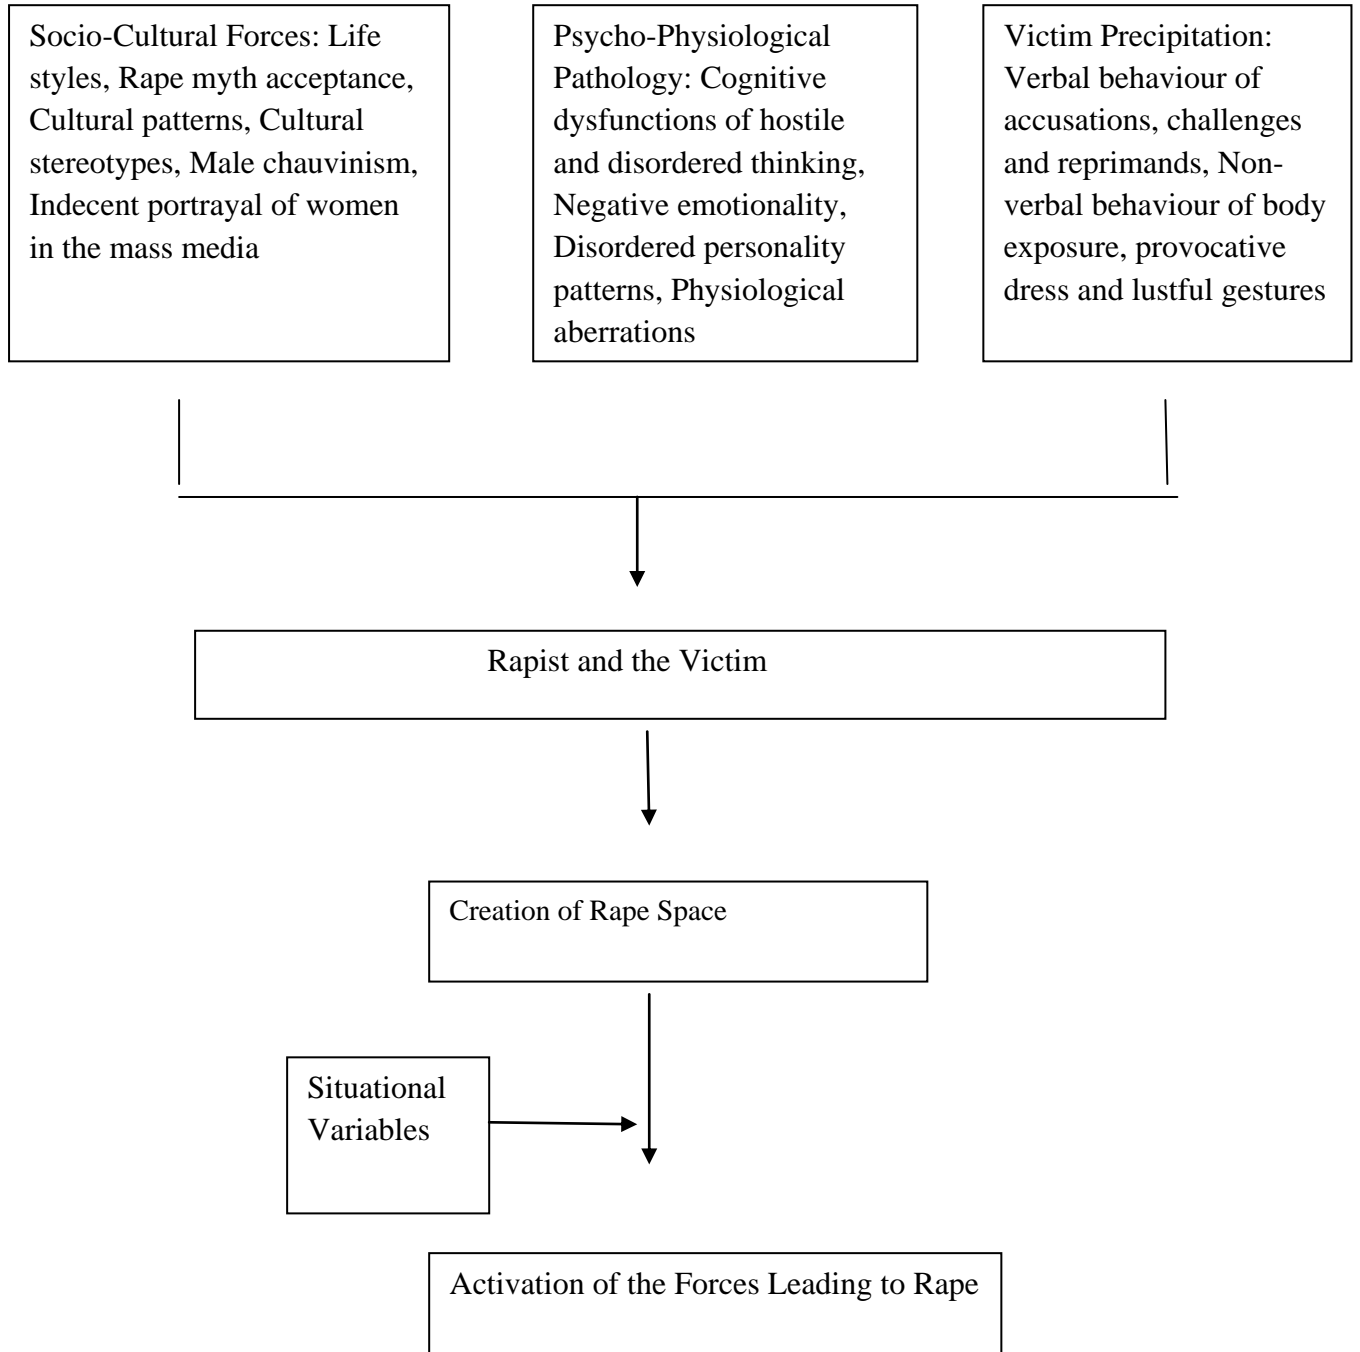 Socio-Cultural Forces: Life
styles, Rape myth acceptance,
Cultural patterns, Cultural
stereotypes, Male chauvinism,
Indecent portrayal of women
in the mass media
Psycho-Physiological
Pathology: Cognitive
dysfunctions of hostile
and disordered thinking,
Negative emotionality,
Disordered personality
patterns, Physiological
aberrations
Victim Precipitation:
Verbal behaviour of
accusations, challenges
and reprimands, Non-
verbal behaviour of body
exposure, provocative
dress and lustful gestures
Rapist and the Victim
Creation of Rape Space
Situational
Variables
Activation of the Forces Leading to Rape